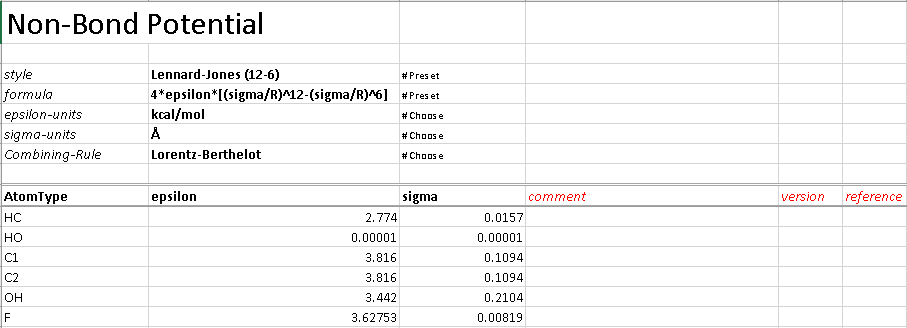 Non-Bond Potential
style Lennard-Jones (12-6) #Preset
formula 4*epsilon*[(sigma/R)^12-(sigma/R)^6] #Preset
epsilon-units kcal/mol #Choose
sigma-units Å #Choose
Combining-Rule Lorentz-Berthelot #Choose
AtomType epsilon sigma comment version reference
HC 2.774 0.0157
HO 0.00001 0.00001
C1 3.816 0.1094
C2 3.816 0.1094
OH 3.442 0.2104
F 3.62753 0.00819